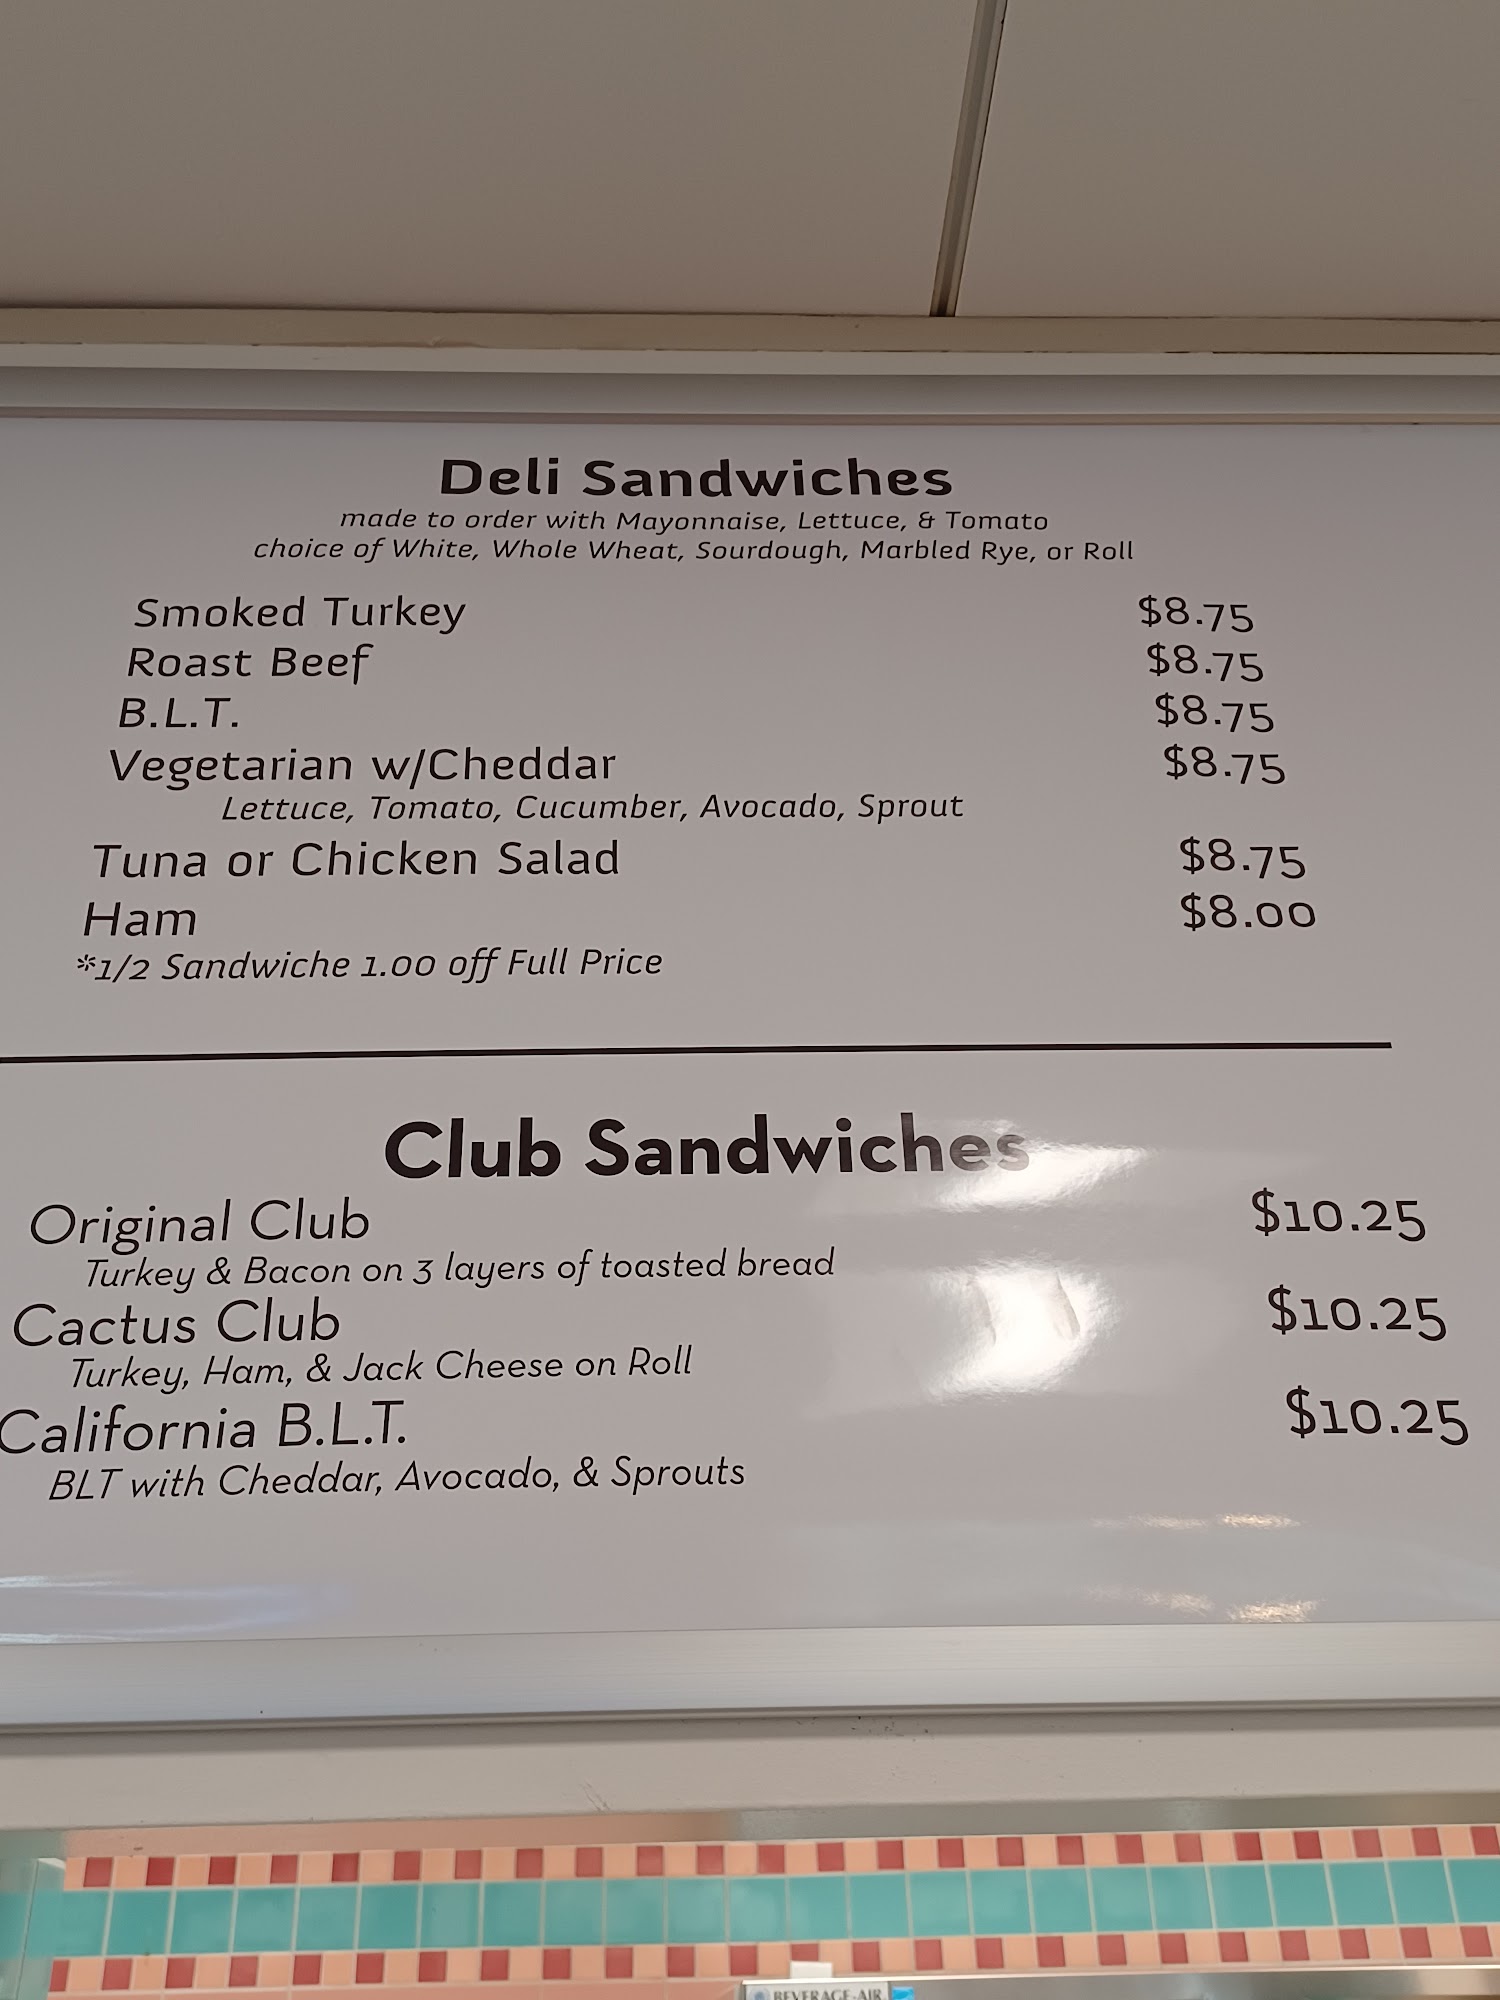 Deli Sandwiches
made to order with Mayonnaise, Lettuce, & Tomato
choice of White, Whole Wheat, Sourdough, Marbled Rye, or Roll
Smoked Turkey $8.75
Roast Beef $8.75
B.L.T. $8.75
Vegetarian w/Cheddar $8.75
Lettuce, Tomato, Cucumber, Avocado, Sprout
Tuna or Chicken Salad $8.75
Ham $8.00
*1/2 Sandwiche 1.00 off Full Price
Club Sandwiches
Original Club $10.25
Turkey & Bacon on 3 layers of toasted bread
Cactus Club $10.25
Turkey, Ham, & Jack Cheese on Roll
California B.L.T. $10.25
BLT with Cheddar, Avocado, & Sprouts
BEVERAGE-AIR